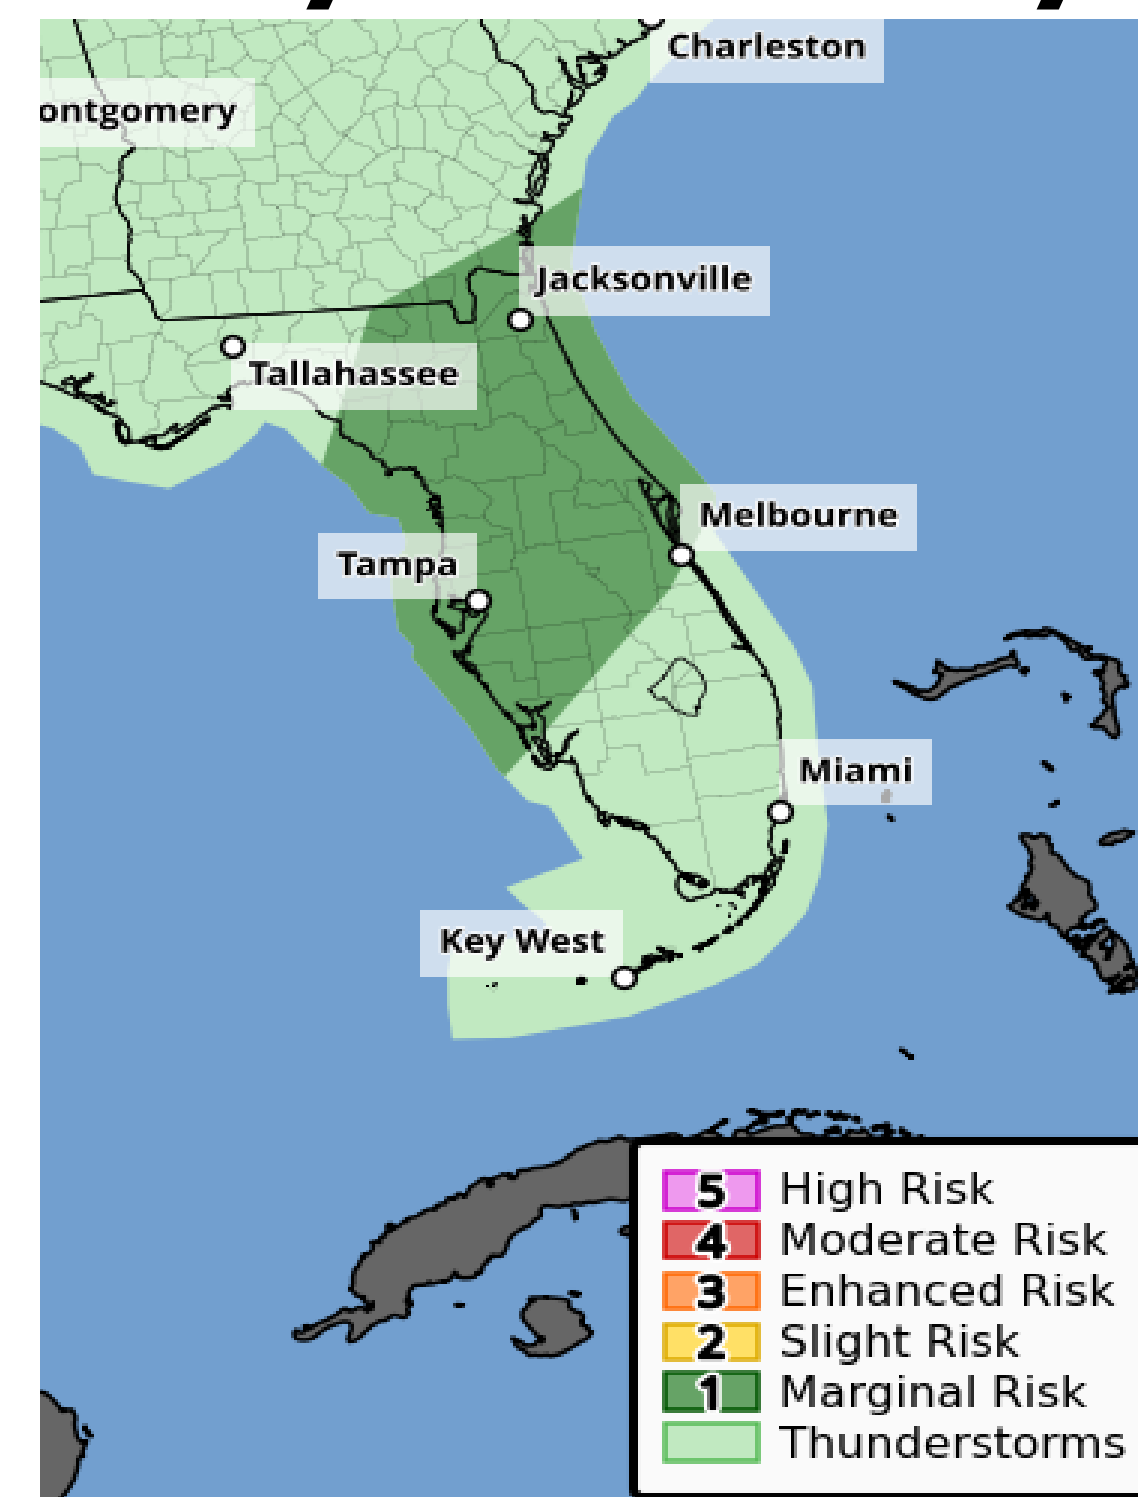 Charleston
ontgomery
Jacksonville
Tallahassee
Melbourne
Tampa
Miami
Key West
5 High Risk
4 Moderate Risk
3 Enhanced Risk
2 Slight Risk
1 Marginal Risk
Thunderstorms